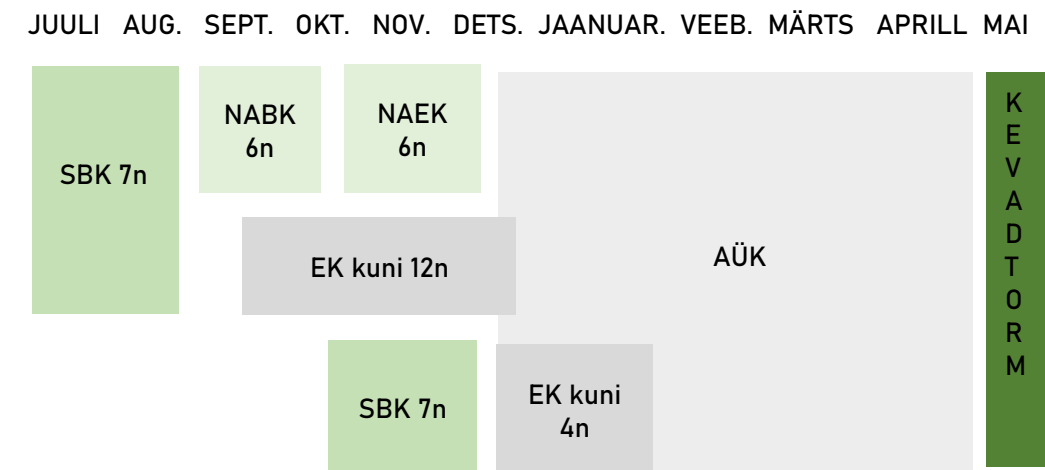 JUULI AUG. SEPT. OKT. NOV. DETS. JAANUAR. VEEB. MÄRTS APRILL MAI
SBK 7n
NABK
6n
NAEK
6n
EK kuni 12n
AÜK
SBK 7n
EK kuni
4n
K
E
V
A
D
T
O
R
M